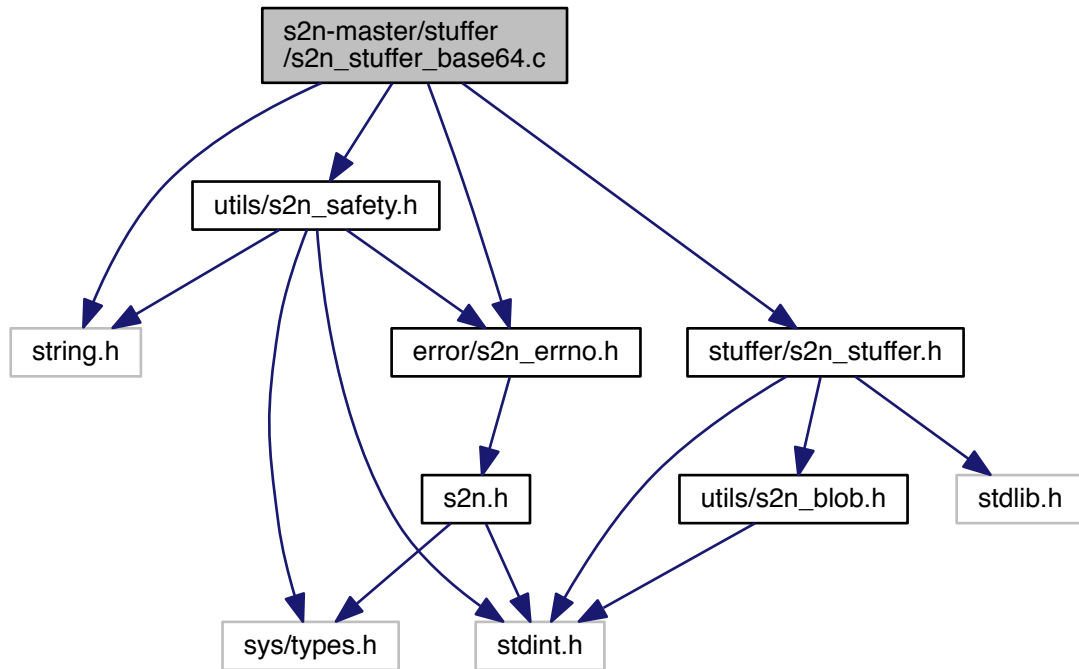 s2n-master/stuffer
/s2n_stuffer_base64.c
utils/s2n_safety.h
string.h
error/s2n_errno.h
stuffer/s2n_stuffer.h
s2n.h
utils/s2n_blob.h
stdlib.h
sys/types.h
stdint.h